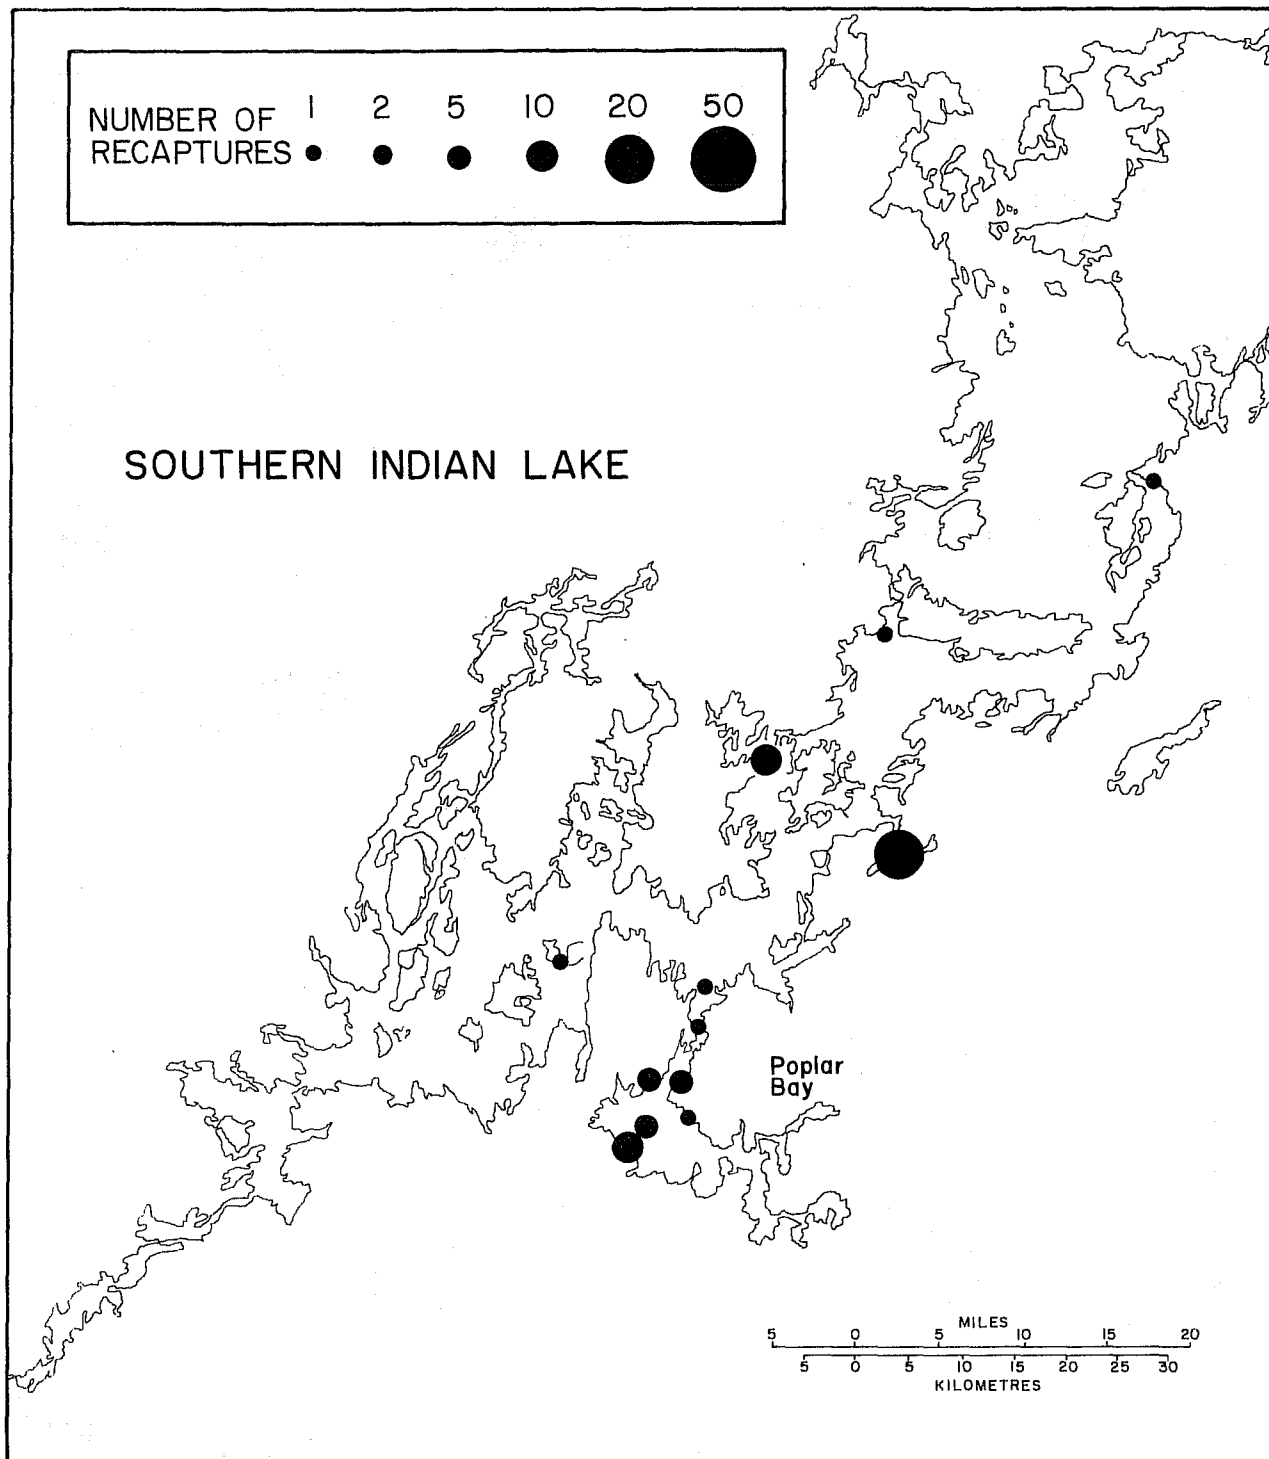 NUMBER OF RECAPTURES
1 2 5 10 20 50
SOUTHERN INDIAN LAKE
Poplar
Bay
MILES
5 0 5 10 15 20
5 0 5 10 15 20 25 30
KILOMETRES